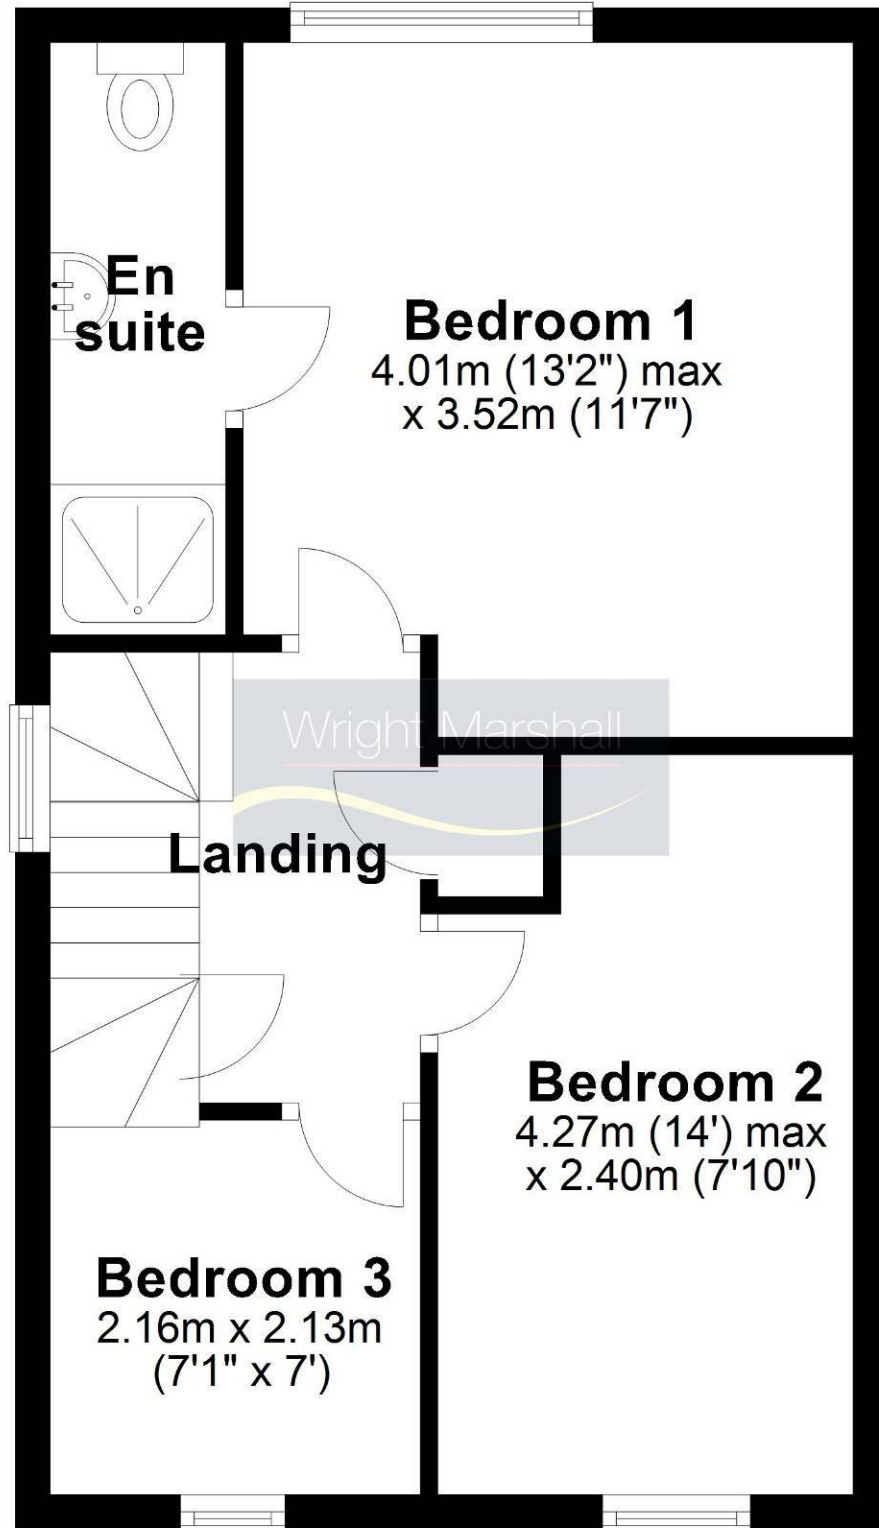 En
suite
Bedroom 1
4.01m (13'2") max
x 3.52m (11'7")
Wright Marshall
Landing
Bedroom 2
4.27m (14') max
x 2.40m (7'10")
Bedroom 3
2.16m x 2.13m
(7'1" x 7')